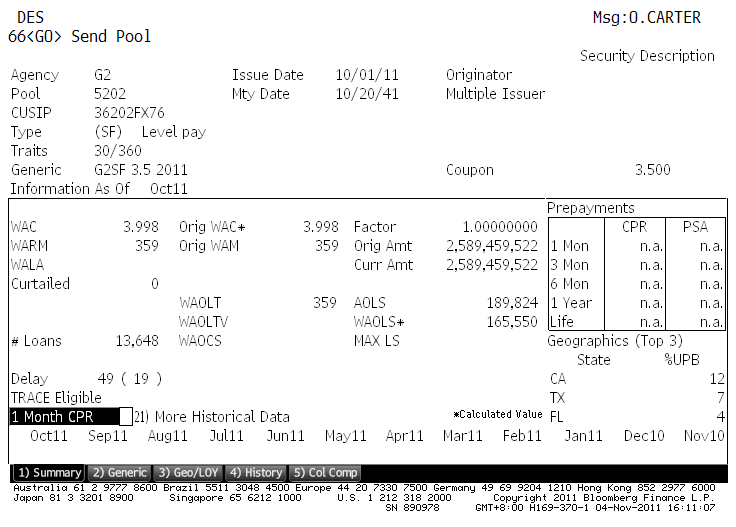 DES Msg:O.CARTER
66<GO> Send Pool
Security Description
Agency G2 Issue Date 10/01/11 Originator
Pool 5202 Mty Date 10/20/41 Multiple Issuer
CUSIP 36202FX76
Type (SF) Level pay
Traits 30/360
Generic G2SF 3.5 2011 Coupon 3.500
Information As Of Oct11
Prepayments
WAC 3.998 Orig WAC* 3.998 Factor 1.00000000 CPR PSA
WARM 359 Orig WAM 359 Orig Amt 2,589,459,522 1 Mon n.a. n.a.
WALA Curr Amt 2,589,459,522 3 Mon n.a. n.a.
Curtailed 0 6 Mon n.a. n.a.
WAOLT 359 AOLS 189,824 1 Year n.a. n.a.
WAOLTV WAOLS* 165,550 Life n.a. n.a.
# Loans 13,648 WAOCS MAX LS Geographics (Top 3)
State %UPB
Delay 49 ( 19 ) CA 12
TRACE Eligible TX 7
1 Month CPR 21) More Historical Data *Calculated Value FL 4
Oct11 Sep11 Aug11 Jul11 Jun11 May11 Apr11 Mar11 Feb11 Jan11 Dec10 Nov10
1) Summary 2) Generic 3) Geo/LOY 4) History 5) Col Comp
Australia 61 2 9777 8600 Brazil 5511 3048 4500 Europe 44 20 7330 7500 Germany 49 69 9204 1210 Hong Kong 852 2977 6000
Japan 81 3 3201 8900 Singapore 65 6212 1000 U.S. 1 212 318 2000 Copyright 2011 Bloomberg Finance L.P.
SN 890978 GMT+8:00 H169-370-1 04-Nov-2011 16:11:07